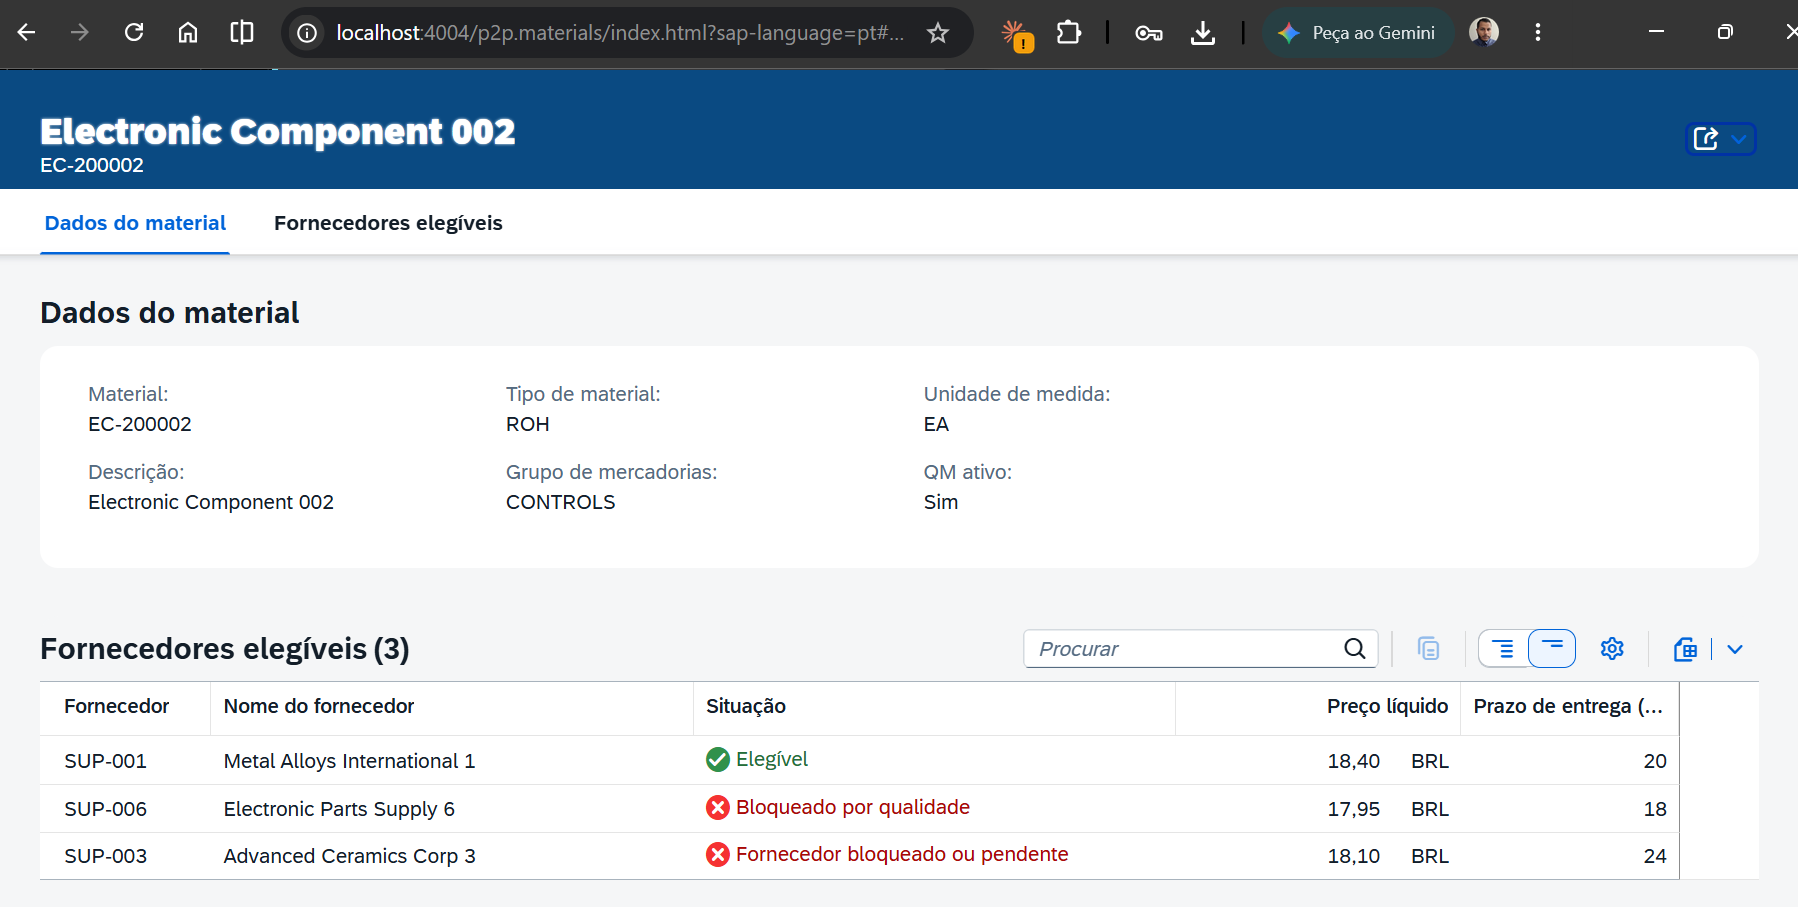 localhost:4004/p2p.materials/index.html?sap-language=pt#...
Peça ao Gemini
Electronic Component 002
EC-200002
Dados do material
Fornecedores elegíveis
Dados do material
Material:
Tipo de material:
Unidade de medida:
EC-200002
ROH
EA
Descrição:
Grupo de mercadorias:
QM ativo:
Electronic Component 002
CONTROLS
Sim
Fornecedores elegíveis (3)
Procurar
Fornecedor Nome do fornecedor Situação Preço líquido Prazo de entrega (...
SUP-001 Metal Alloys International 1 Elegível 18,40 BRL 20
SUP-006 Electronic Parts Supply 6 Bloqueado por qualidade 17,95 BRL 18
SUP-003 Advanced Ceramics Corp 3 Fornecedor bloqueado ou pendente 18,10 BRL 24